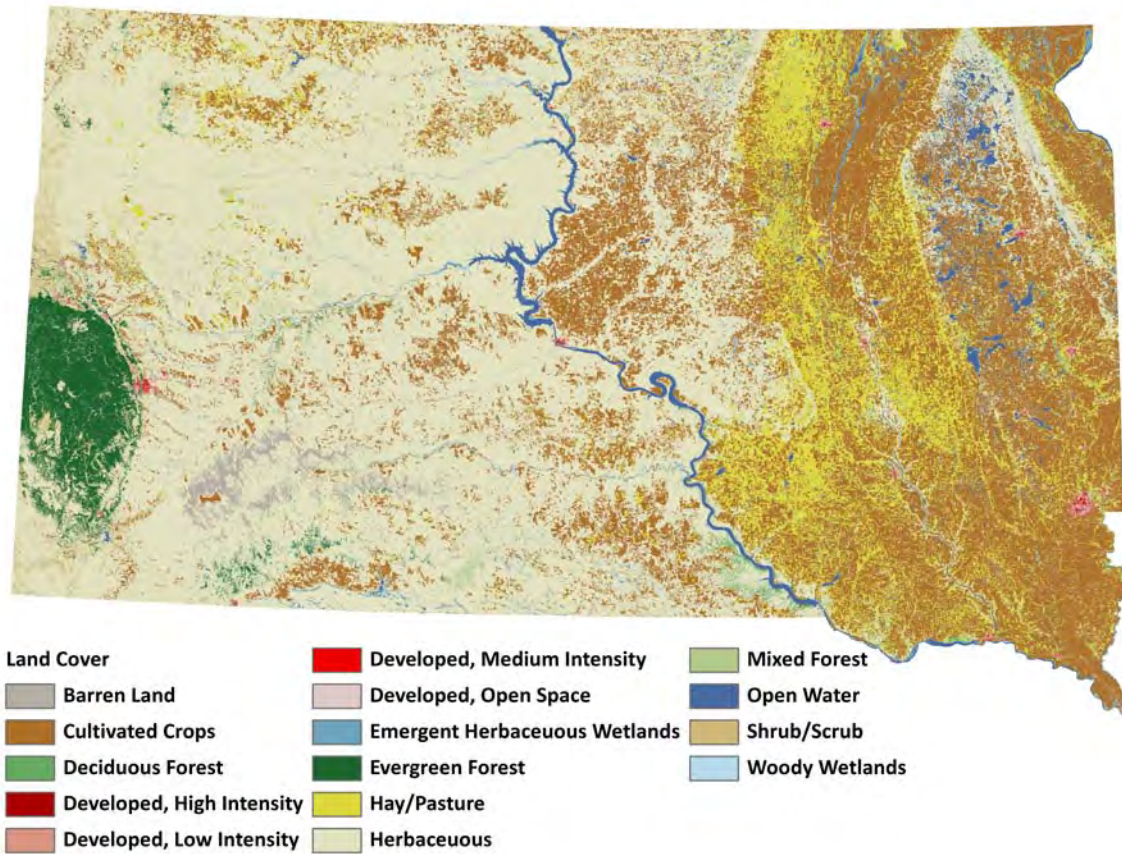 Land Cover
Barren Land
Cultivated Crops
Deciduous Forest
Developed, High Intensity
Developed, Low Intensity
Developed, Medium Intensity
Developed, Open Space
Emergent Herbaceuous Wetlands
Evergreen Forest
Hay/Pasture
Herbaceuous
Mixed Forest
Open Water
Shrub/Scrub
Woody Wetlands